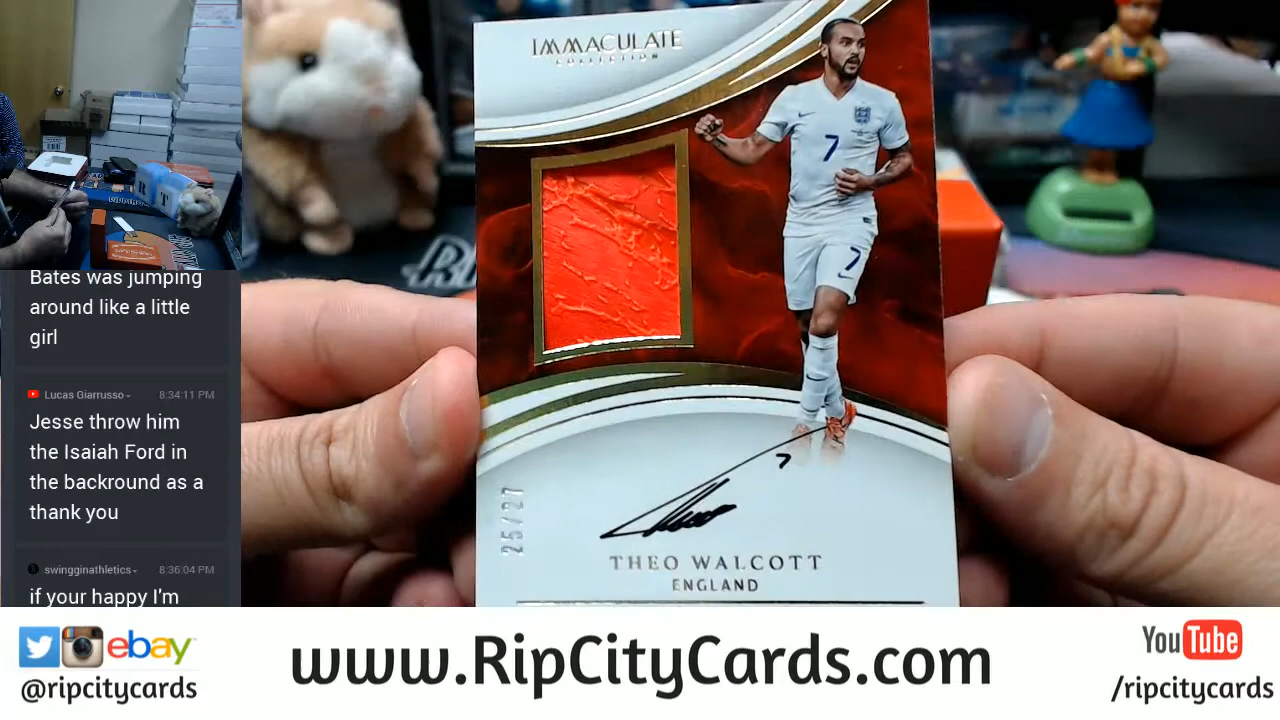 IMMACULATE
COLLECTION
7
7
25/27
7
THEO WALCOTT
ENGLAND
Bates was jumping
around like a little
girl
Lucas Giarrusso
8:34:11 PM
Jesse throw him
the Isaiah Ford in
the backround as a
thank you
swingginathletics
8:36:04 PM
if your happy I'm
ebay
@ripcitycards
www.RipCityCards.com
YouTube
/ripcitycards